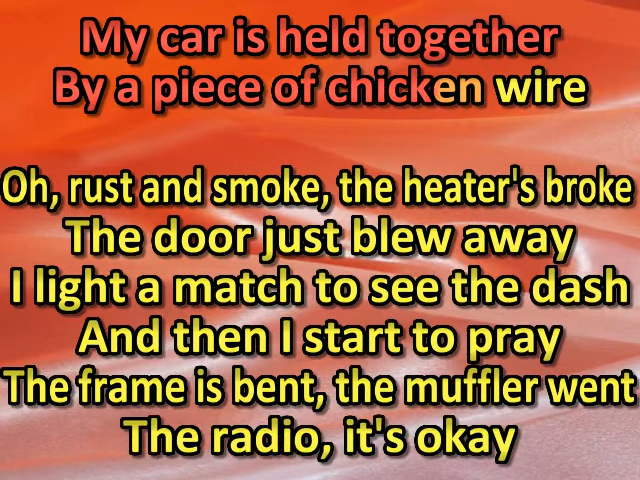 My car is held together
By a piece of chicken wire
Oh, rust and smoke, the heater's broke
The door just blew away
I light a match to see the dash
And then I start to pray
The frame is bent, the muffler went
The radio, it's okay